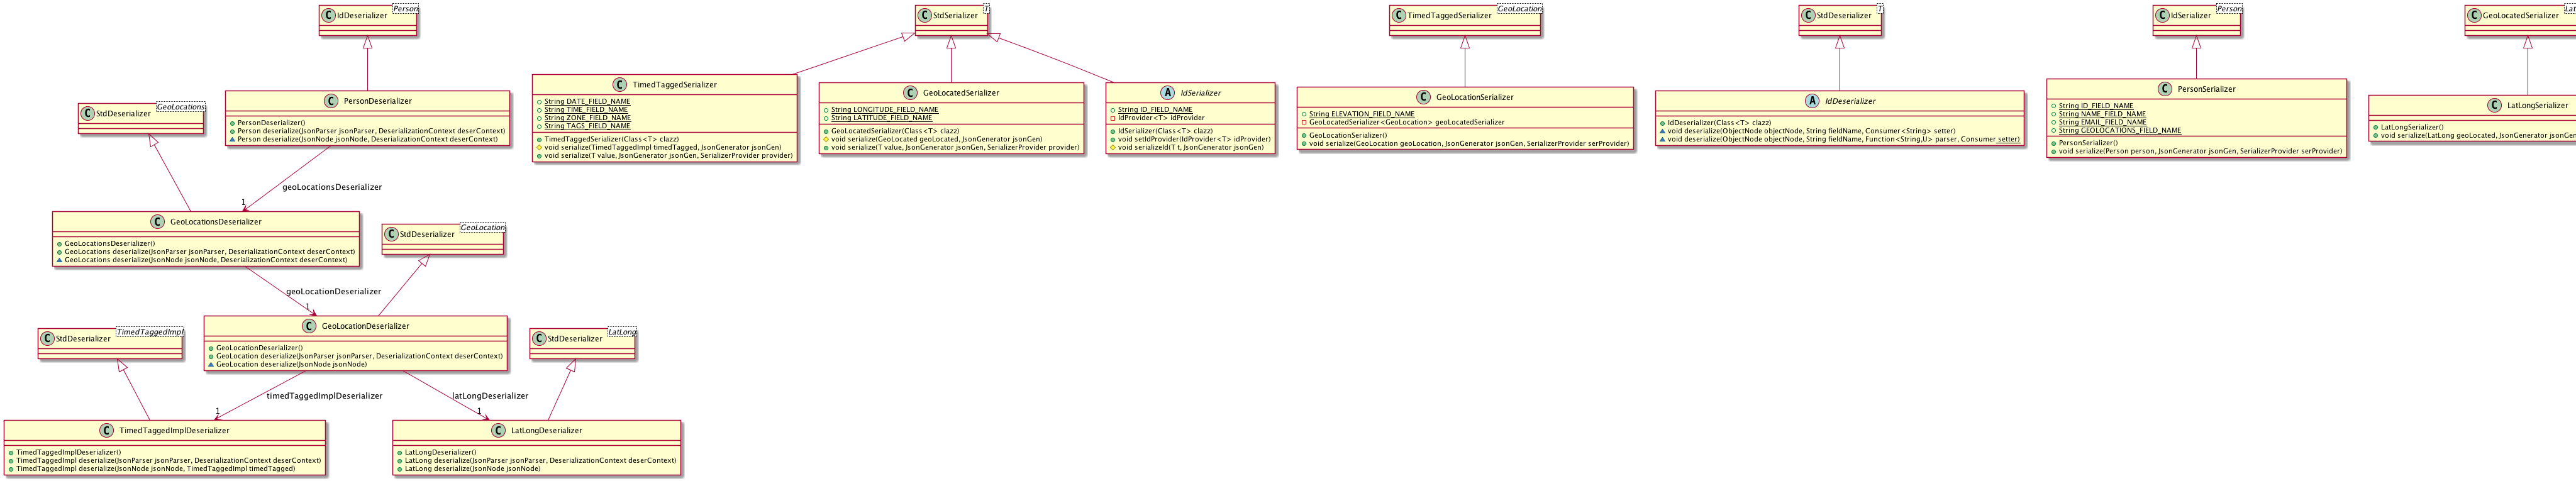 C IdDeserializer Person
C PersonDeserializer
PersonDeserializer()
Person deserialize(JsonParser jsonParser, DeserializationContext deserContext)
Person deserialize(JsonNode jsonNode, DeserializationContext deserContext)
C StdDeserializer GeoLocations
geoLocationsDeserializer
1
C GeoLocationsDeserializer
GeoLocationsDeserializer()
GeoLocations deserialize(JsonParser jsonParser, DeserializationContext deserContext)
GeoLocations deserialize(JsonNode jsonNode, DeserializationContext deserContext)
C StdDeserializer GeoLocation
geoLocationDeserializer
1
C GeoLocationDeserializer
GeoLocationDeserializer()
GeoLocation deserialize(JsonParser jsonParser, DeserializationContext deserContext)
GeoLocation deserialize(JsonNode jsonNode)
C StdDeserializer TimedTaggedImpl
C StdDeserializer LatLong
timedTaggedImplDeserializer
1
latLongDeserializer
1
C TimedTaggedImplDeserializer
TimedTaggedImplDeserializer()
TimedTaggedImpl deserialize(JsonParser jsonParser, DeserializationContext deserContext)
TimedTaggedImpl deserialize(JsonNode jsonNode, TimedTaggedImpl timedTagged)
C LatLongDeserializer
LatLongDeserializer()
LatLong deserialize(JsonParser jsonParser, DeserializationContext deserContext)
LatLong deserialize(JsonNode jsonNode)
C StdSerializer T
C TimedTaggedSerializer
String DATE_FIELD_NAME
String TIME_FIELD_NAME
String ZONE_FIELD_NAME
String TAGS_FIELD_NAME
TimedTaggedSerializer(Class<T> clazz)
void serialize(TimedTaggedImpl timedTagged, JsonGenerator jsonGen)
void serialize(T value, JsonGenerator jsonGen, SerializerProvider provider)
C GeoLocatedSerializer
String LONGITUDE_FIELD_NAME
String LATITUDE_FIELD_NAME
GeoLocatedSerializer(Class<T> clazz)
void serialize(GeoLocated geoLocated, JsonGenerator jsonGen)
void serialize(T value, JsonGenerator jsonGen, SerializerProvider provider)
A IdSerializer
String ID_FIELD_NAME
IdProvider<T> idProvider
IdSerializer(Class<T> clazz)
void setIdProvider(IdProvider<T> idProvider)
void serializeId(T t, JsonGenerator jsonGen)
C TimedTaggedSerializer GeoLocation
C GeoLocationSerializer
String ELEVATION_FIELD_NAME
GeoLocatedSerializer<GeoLocation> geoLocatedSerializer
GeoLocationSerializer()
void serialize(GeoLocation geoLocation, JsonGenerator jsonGen, SerializerProvider serProvider)
C StdDeserializer T
A IdDeserializer
IdDeserializer(Class<T> clazz)
void deserialize(ObjectNode objectNode, String fieldName, Consumer<String> setter)
void deserialize(ObjectNode objectNode, String fieldName, Function<String,U> parser, Consumer setter)
C IdSerializer Person
C PersonSerializer
String ID_FIELD_NAME
String NAME_FIELD_NAME
String EMAIL_FIELD_NAME
String GEOLOCATIONS_FIELD_NAME
PersonSerializer()
void serialize(Person person, JsonGenerator jsonGen, SerializerProvider serProvider)
C GeoLocatedSerializer Lat
C LatLongSerializer
LatLongSerializer()
void serialize(LatLong geoLocated, JsonGenerator jsonGen